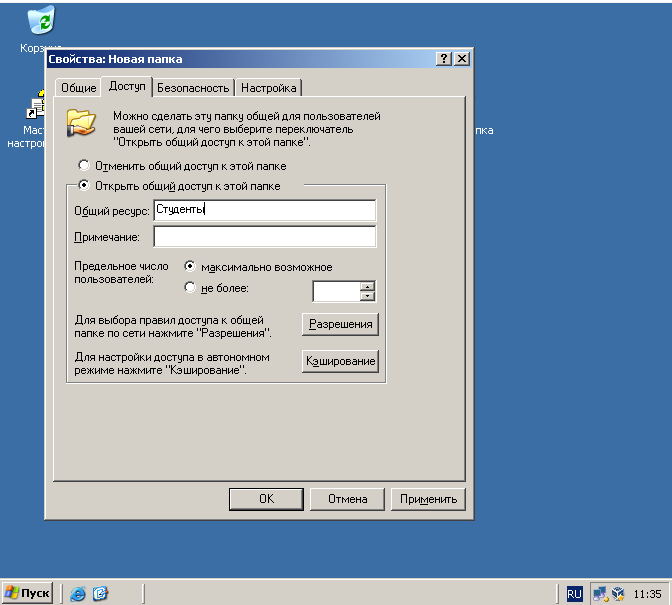 Корзина
Свойства: Новая папка
Общие
Доступ
Безопасность
Настройка
Можно сделать эту папку общей для пользователей
вашей сети, для чего выберите переключатель
"Открыть общий доступ к этой папке".
Отменить общий доступ к этой папке
Открыть общий доступ к этой папке
Общий ресурс: Студенты
Примечание:
Предельное число
пользователей:
максимально возможное
не более:
Для выбора правил доступа к общей
папке по сети нажмите "Разрешения".
Разрешения
Для настройки доступа в автономном
режиме нажмите "Кэширование".
Кэширование
OK
Отмена
Применить
Мас
настро
пка
Пуск
RU
11:35